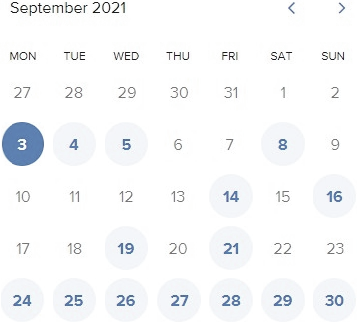 September 2021
MON TUE WED THU FRI SAT SUN
27 28 29 30 31 1 2
3 4 5 6 7 8 9
10 11 12 13 14 15 16
17 18 19 20 21 22 23
24 25 26 27 28 29 30